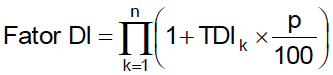 Fator DI = ∏_{k=1}^{n} (1 + TDI_k × p/100)